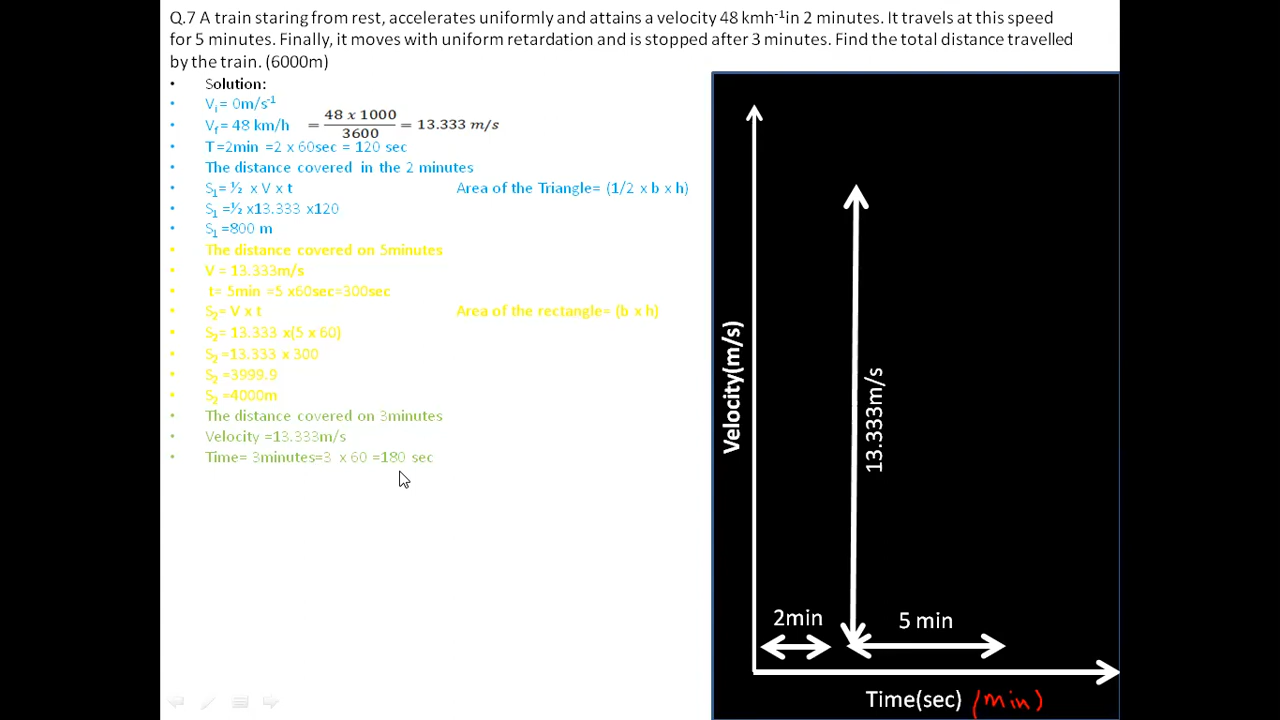 Q.7 A train staring from rest, accelerates uniformly and attains a velocity 48 kmh⁻¹in 2 minutes. It travels at this speed
for 5 minutes. Finally, it moves with uniform retardation and is stopped after 3 minutes. Find the total distance travelled
by the train. (6000m)
• Solution:
• Vᵢ = 0m/s⁻¹
• V_f = 48 km/h = 48 x 1000 / 3600 = 13.333 m/s
• T =2min =2 x 60sec = 120 sec
• The distance covered in the 2 minutes
• S₁= ½ x V x t Area of the Triangle= (1/2 x b x h)
• S₁ =½ x13.333 x120
• S₁ =800 m
• The distance covered on 5minutes
• V = 13.333m/s
• t= 5min =5 x60sec=300sec
• S₂= V x t Area of the rectangle= (b x h)
• S₂= 13.333 x(5 x 60)
• S₂ =13.333 x 300
• S₂ =3999.9
• S₂ =4000m
• The distance covered on 3minutes
• Velocity =13.333m/s
• Time= 3minutes=3 x 60 =180 sec
Velocity(m/s)
13.333m/s
2min
5 min
Time(sec) (min)